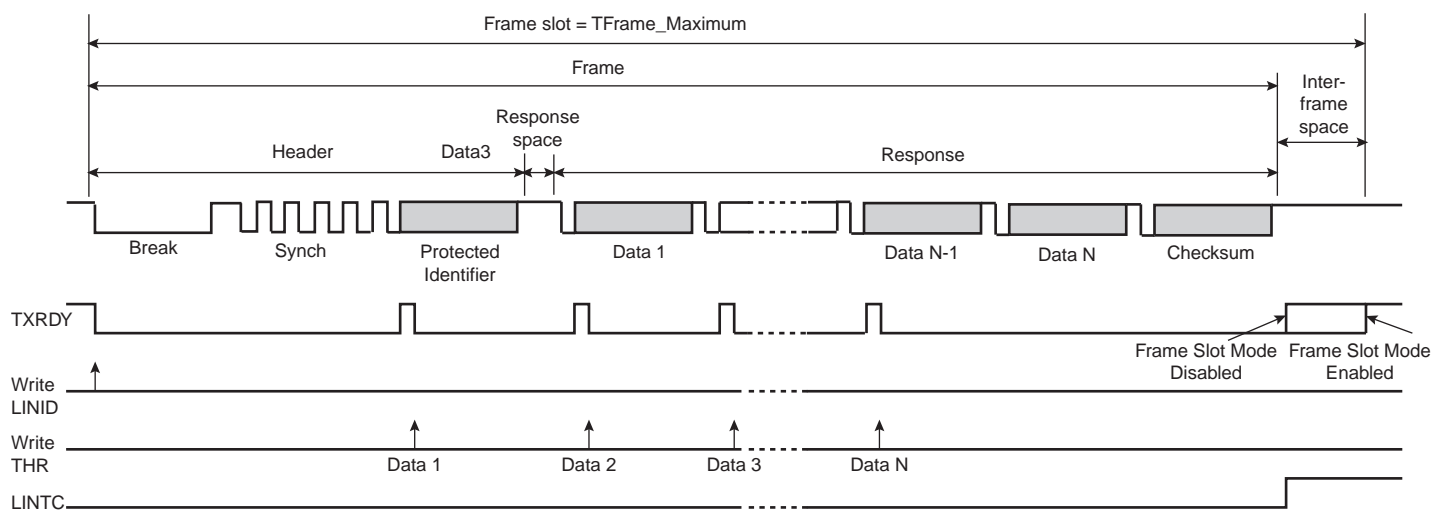 Frame slot = TFrame_Maximum
Frame
Inter-
frame
space
Response
space
Header
Data3
Response
Break
Synch
Protected
Identifier
Data 1
Data N-1
Data N
Checksum
TXRDY
Frame Slot Mode
Disabled
Frame Slot Mode
Enabled
Write
LINID
Write
THR
Data 1
Data 2
Data 3
Data N
LINTC